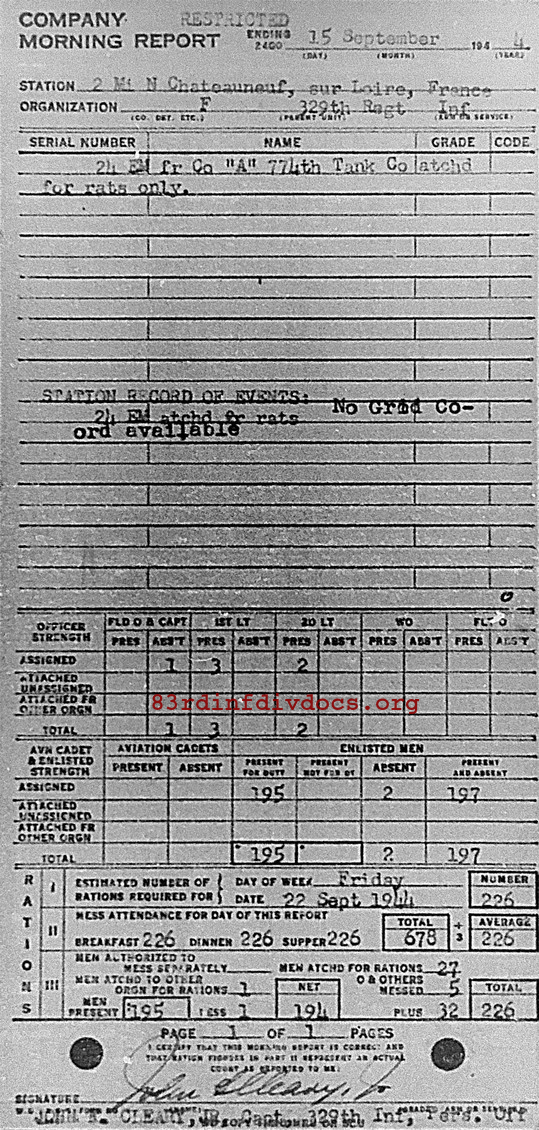 COMPANY RESTRICTED
MORNING REPORT ENDING 2400 15 September 194 4
(DAY) (MONTH) (YEAR)
STATION 2 Mi N Chateauneuf, sur Loire, France
ORGANIZATION F 329th Regt Inf
(CO. DET. ETC.) (PARENT UNIT) (ARM OR SERVICE)
SERIAL NUMBER NAME GRADE CODE
24 EM fr Co "A" 774th Tank Co atchd
for rats only.
STATION RECORD OF EVENTS:
24 EM atchd fr rats No Grid Co-
ord available
OFFICER STRENGTH FLD O & CAPT 1ST LT 2D LT WO FLT O
PRES ABS'T PRES ABS'T PRES ABS'T PRES ABS'T PRES ABS'T
ASSIGNED 1 3 2
ATTACHED UNASSIGNED
ATTACHED FR OTHER ORGN
83rdinfdivdocs.org
TOTAL 1 3 2
AVN CADET & ENLISTED STRENGTH AVIATION CADETS ENLISTED MEN
PRESENT ABSENT PRESENT FOR DUTY PRESENT NOT FOR DY ABSENT PRESENT AND ABSENT
ASSIGNED 195 2 197
ATTACHED UNASSIGNED
ATTACHED FR OTHER ORGN
TOTAL 195 2 197
RATIONS
I ESTIMATED NUMBER OF RATIONS REQUIRED FOR DAY OF WEEK Friday NUMBER
DATE 22 Sept 1944 226
II MESS ATTENDANCE FOR DAY OF THIS REPORT TOTAL ÷ 3 AVERAGE
BREAKFAST 226 DINNER 226 SUPPER 226 678 226
III MEN AUTHORIZED TO MESS SEPARATELY MEN ATCHD FOR RATIONS 27
MEN ATCHD TO OTHER ORGN FOR RATIONS 1 NET O & OTHERS MESSED 5 TOTAL
MEN PRESENT 195 LESS 1 194 PLUS 32 226
PAGE 1 OF 1 PAGES
I CERTIFY THAT THIS MORNING REPORT IS CORRECT AND
THAT RATION FIGURES IN PART II REPRESENT AN ACTUAL
COUNT AS REPORTED TO ME:
John Cleary, Jr
SIGNATURE
JOHN CLEARY JR, Capt, 329th Inf, Pers. Off